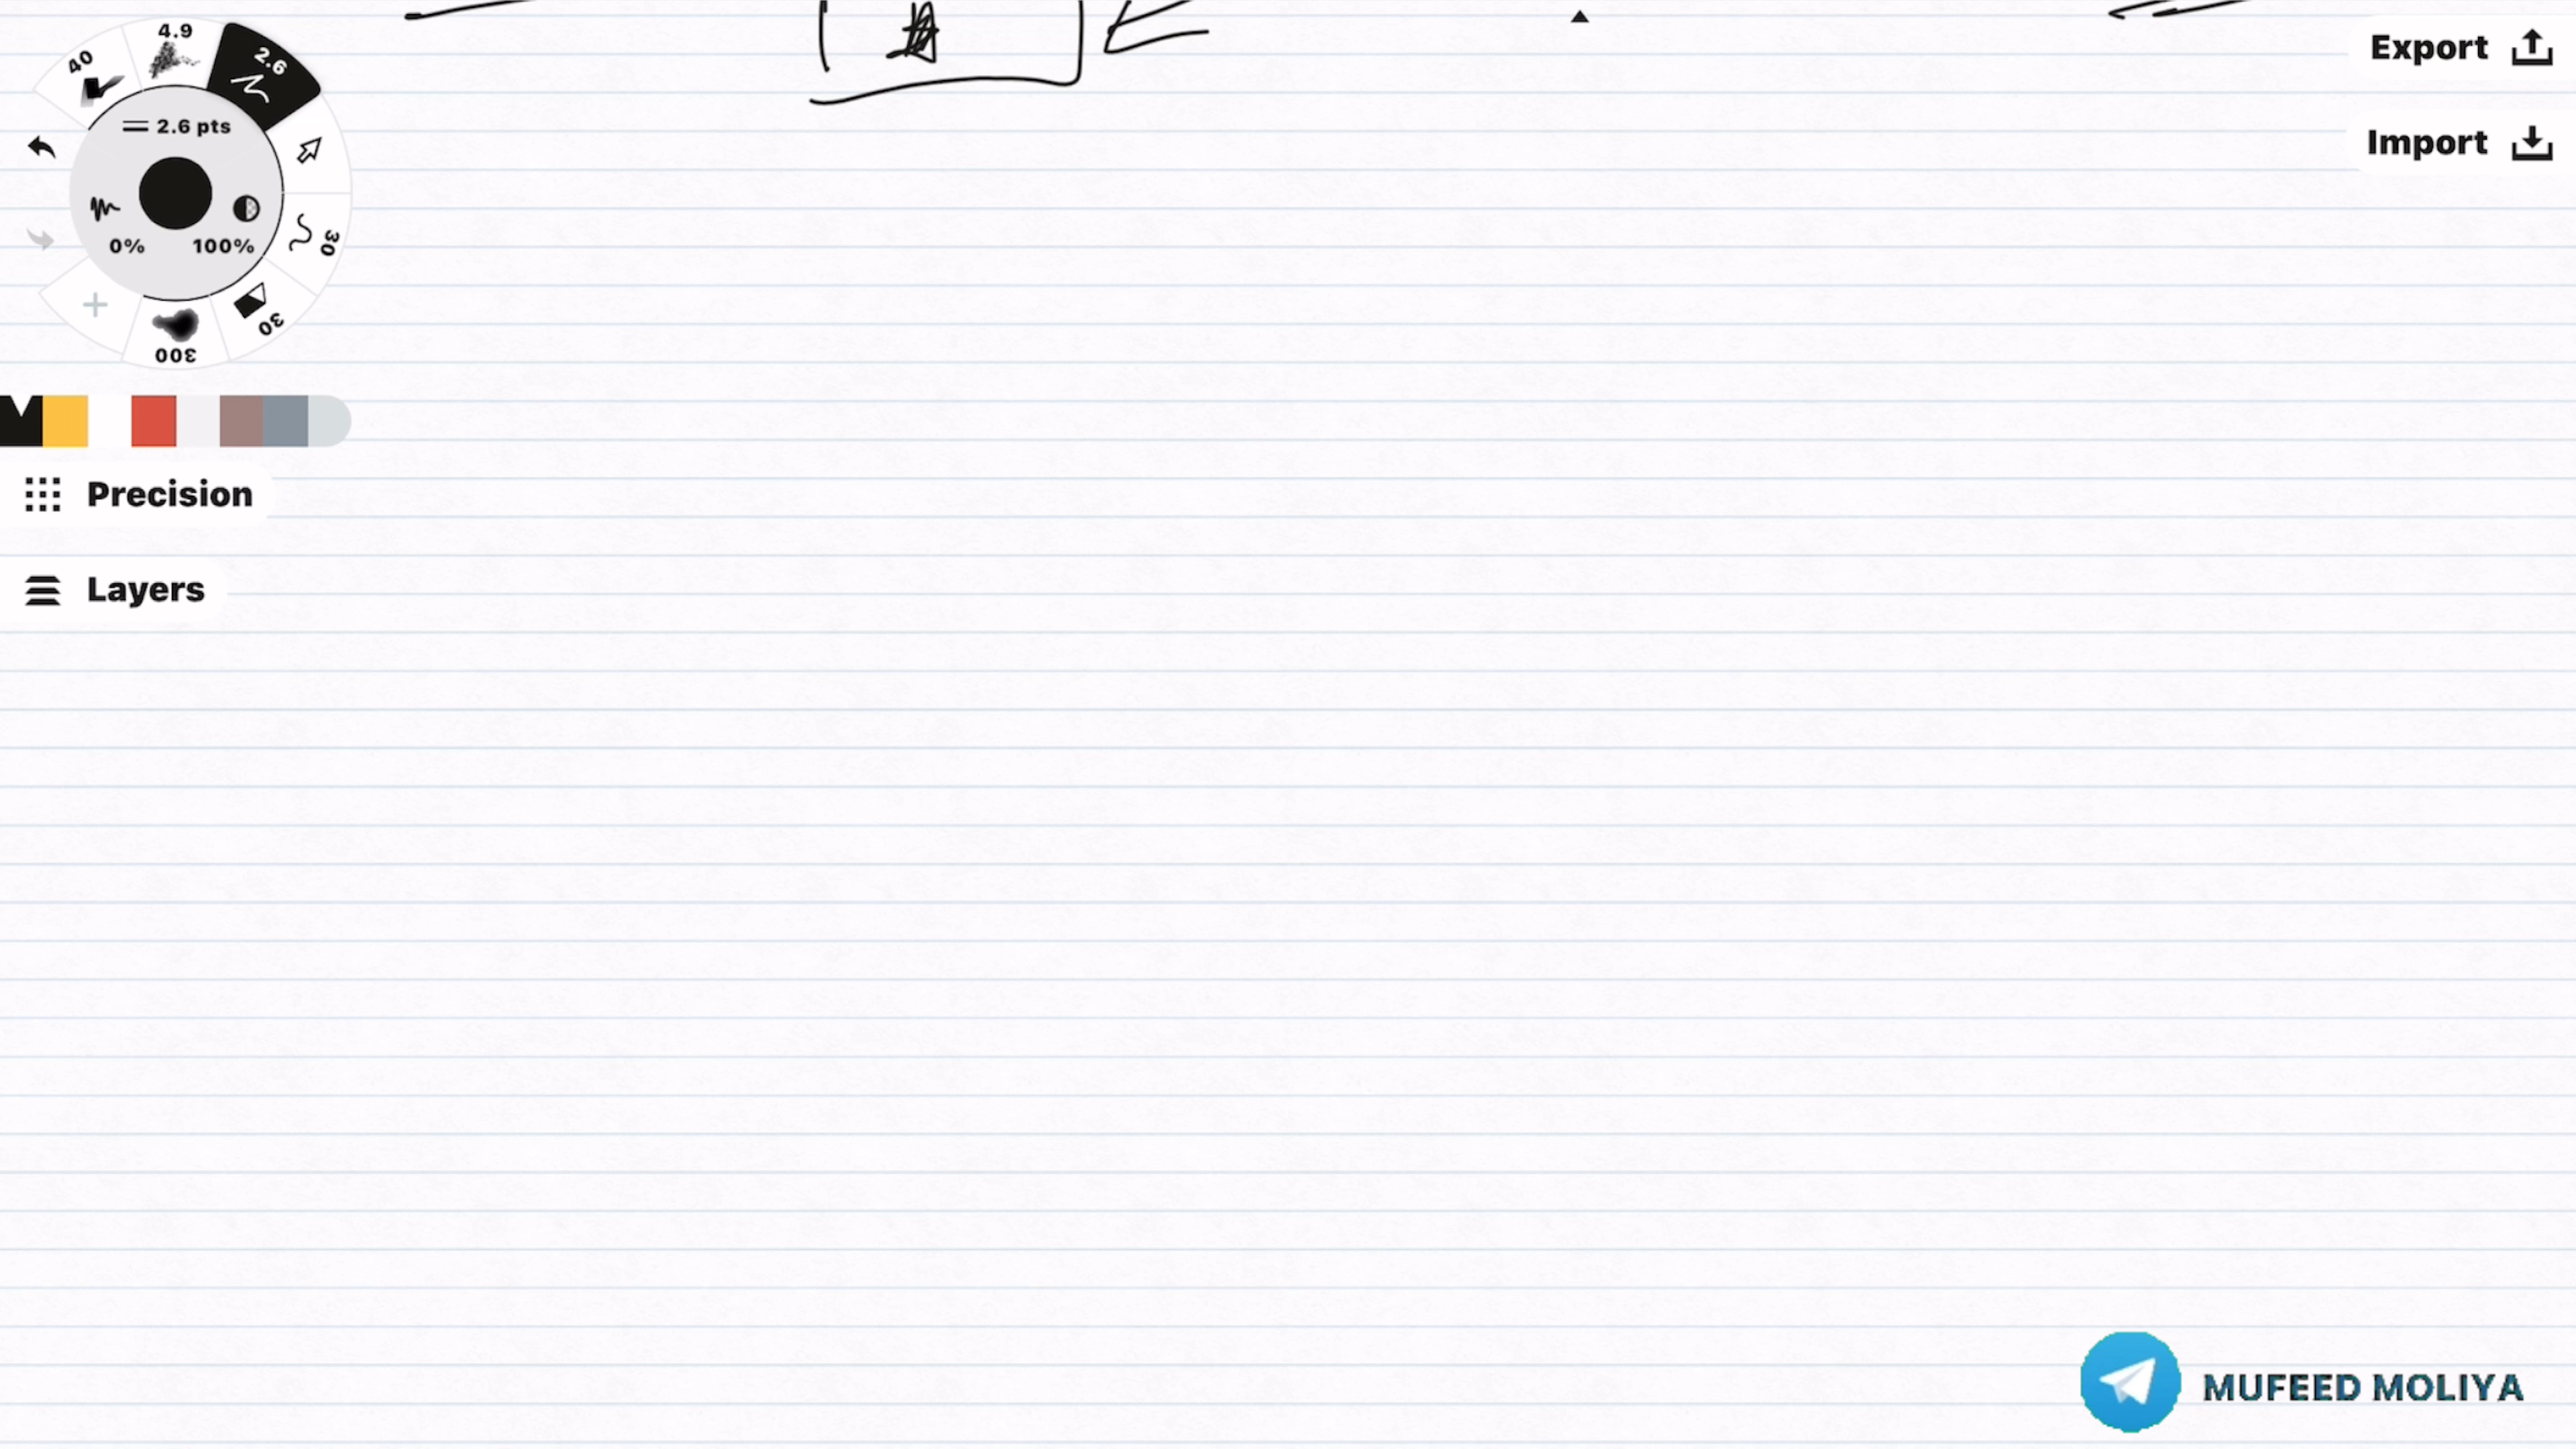 40
4.9
2.6
2.6 pts
0%
100%
30
30
300
Export
Import
Precision
Layers
MUFEED MOLIYA